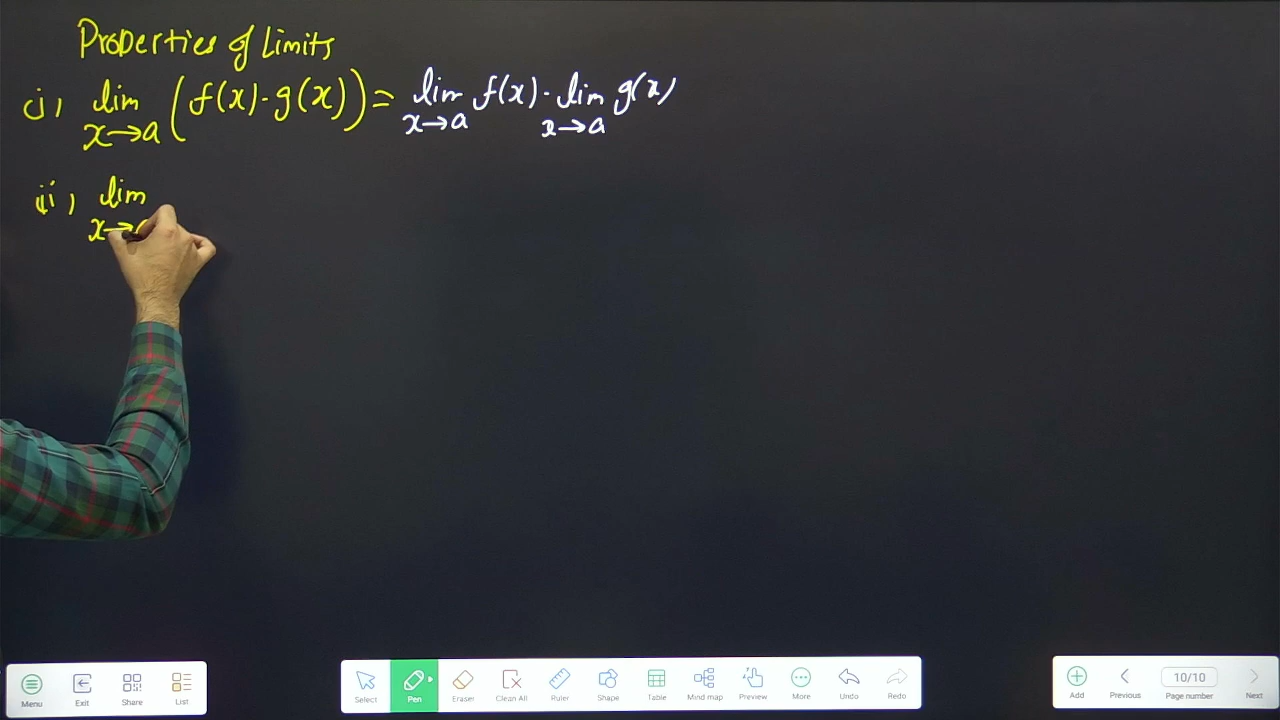 Properties of Limits
i) lim x→a (f(x)·g(x)) = lim x→a f(x) · lim x→a g(x)
ii) lim x→
Menu Exit Share List Select Pen Eraser Clean All Ruler Shape Table Mind map Preview More Undo Redo Add Previous 10/10 Page number Next